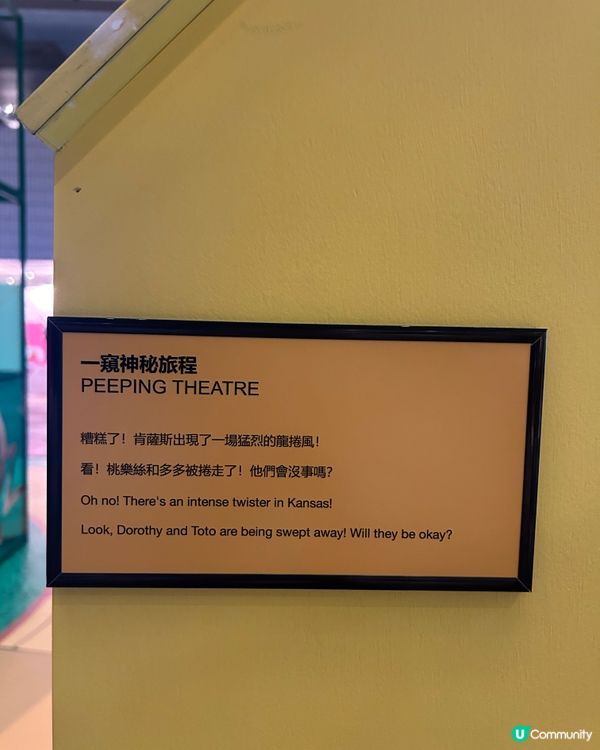 一窺神秘旅程
PEEPING THEATRE
糟糕了！肯薩斯出現了一場猛烈的龍捲風！
看！桃樂絲和多多被捲走了！他們會沒事嗎？
Oh no! There's an intense twister in Kansas!
Look, Dorothy and Toto are being swept away! Will they be okay?
U Community